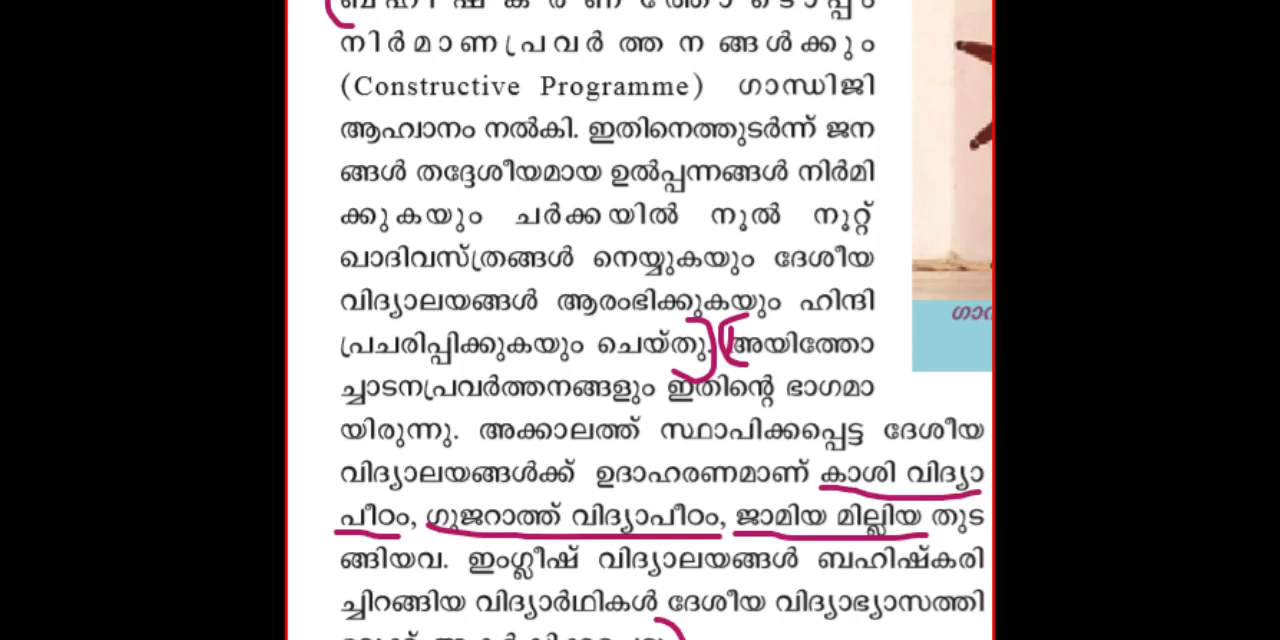 ബഹിഷ്കരണത്തോടൊപ്പം
നിർമാണപ്രവർത്തനങ്ങൾക്കും
(Constructive Programme) ഗാന്ധിജി
ആഹ്വാനം നൽകി. ഇതിനെത്തുടർന്ന് ജന
ങ്ങൾ തദ്ദേശീയമായ ഉൽപ്പന്നങ്ങൾ നിർമി
ക്കുകയും ചർക്കയിൽ നൂൽ നൂറ്റ്
ഖാദിവസ്ത്രങ്ങൾ നെയ്യുകയും ദേശീയ
വിദ്യാലയങ്ങൾ ആരംഭിക്കുകയും ഹിന്ദി
പ്രചരിപ്പിക്കുകയും ചെയ്തു. അയിത്തോ
ച്ചാടനപ്രവർത്തനങ്ങളും ഇതിന്റെ ഭാഗമാ
യിരുന്നു. അക്കാലത്ത് സ്ഥാപിക്കപ്പെട്ട ദേശീയ
വിദ്യാലയങ്ങൾക്ക് ഉദാഹരണമാണ് കാശി വിദ്യാ
പീഠം, ഗുജറാത്ത് വിദ്യാപീഠം, ജാമിയ മില്ലിയ തുട
ങ്ങിയവ. ഇംഗ്ലീഷ് വിദ്യാലയങ്ങൾ ബഹിഷ്കരി
ച്ചിറങ്ങിയ വിദ്യാർഥികൾ ദേശീയ വിദ്യാഭ്യാസത്തി